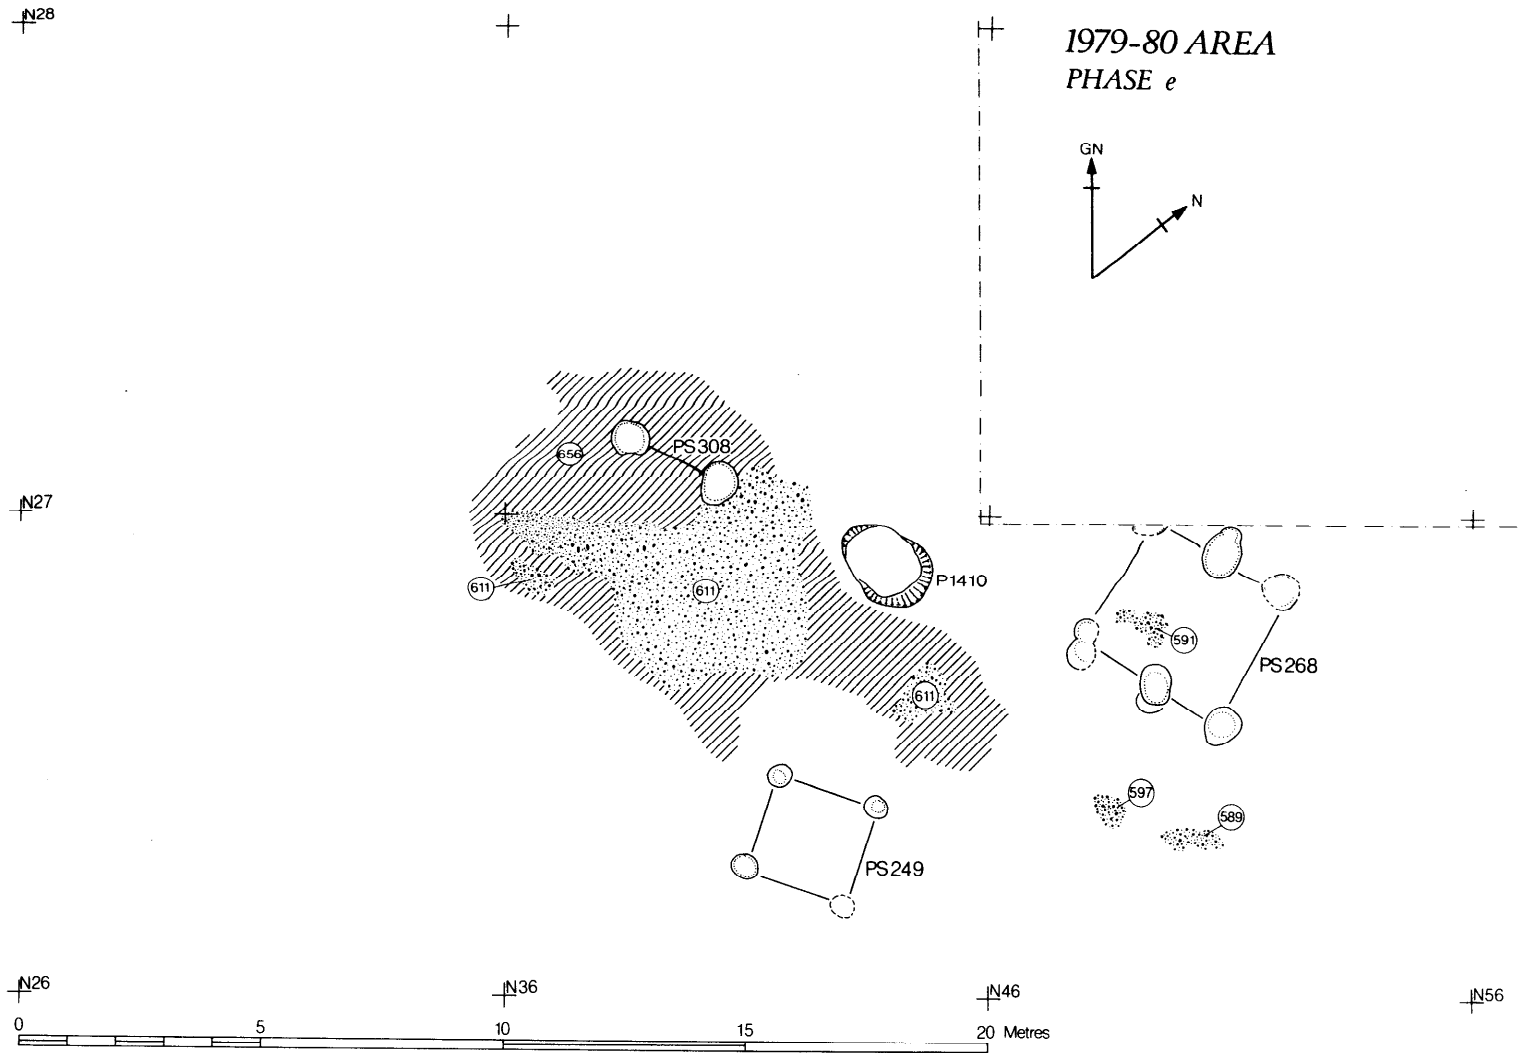 N28
1979-80 AREA
PHASE e
GN
N
PS308
656
N27
611
611
P1410
591
PS268
611
597
589
PS249
N26
N36
N46
N56
0 5 10 15 20 Metres